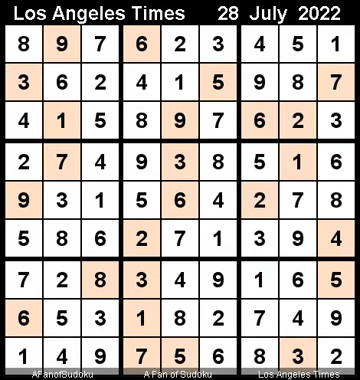 Los Angeles Times 28 July 2022
8 9 7 6 2 3 4 5 1
3 6 2 4 1 5 9 8 7
4 1 5 8 9 7 6 2 3
2 7 4 9 3 8 5 1 6
9 3 1 5 6 4 2 7 8
5 8 6 2 7 1 3 9 4
7 2 8 3 4 9 1 6 5
6 5 3 1 8 2 7 4 9
1 4 9 7 5 6 8 3 2
AFanofSudoku A Fan of Sudoku Los Angeles Times